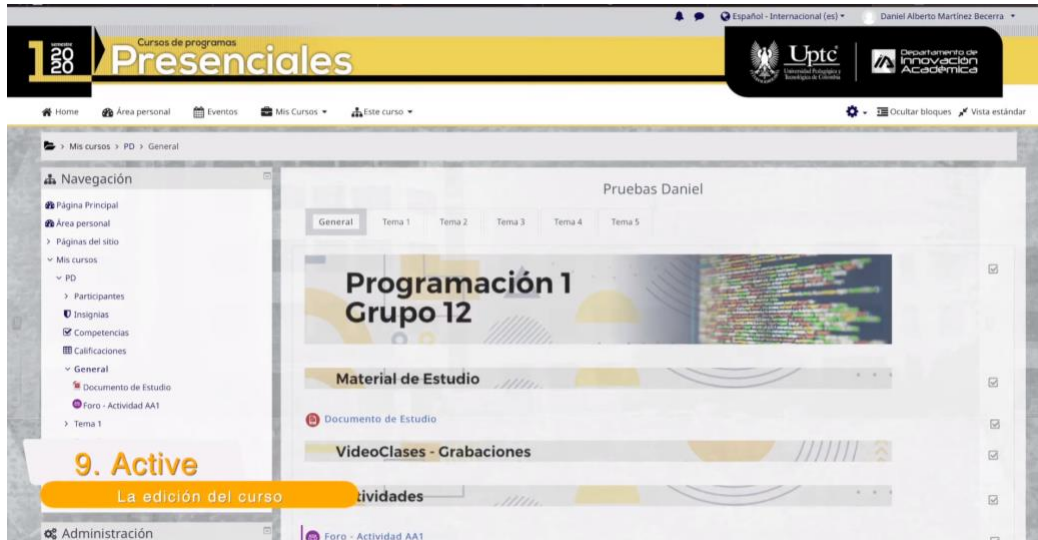 Español - Internacional (es)
Daniel Alberto Martínez Becerra
semestre
1 2020
Cursos de programas
Presenciales
Uptc
Universidad Pedagógica y
Tecnológica de Colombia
Departamento de
Innovación
Académica
Home Área personal Eventos Mis Cursos Este curso
Ocultar bloques Vista estándar
Mis cursos > PD > General
Navegación
Página Principal
Área personal
Páginas del sitio
Mis cursos
PD
Participantes
Insignias
Competencias
Calificaciones
General
Documento de Estudio
Foro - Actividad AA1
Tema 1
9. Active
La edición del curso
Administración
Pruebas Daniel
General Tema 1 Tema 2 Tema 3 Tema 4 Tema 5
Programación 1
Grupo 12
Material de Estudio
Documento de Estudio
VideoClases - Grabaciones
tividades
Foro - Actividad AA1